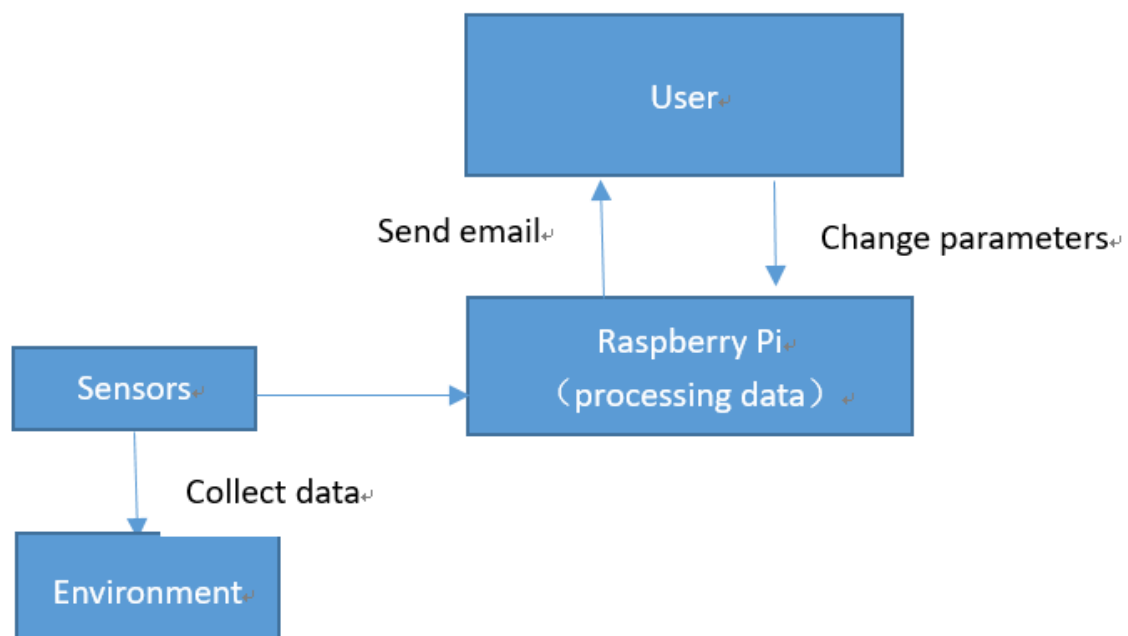 User
Send email
Change parameters
Raspberry Pi
（processing data）
Sensors
Collect data
Environment